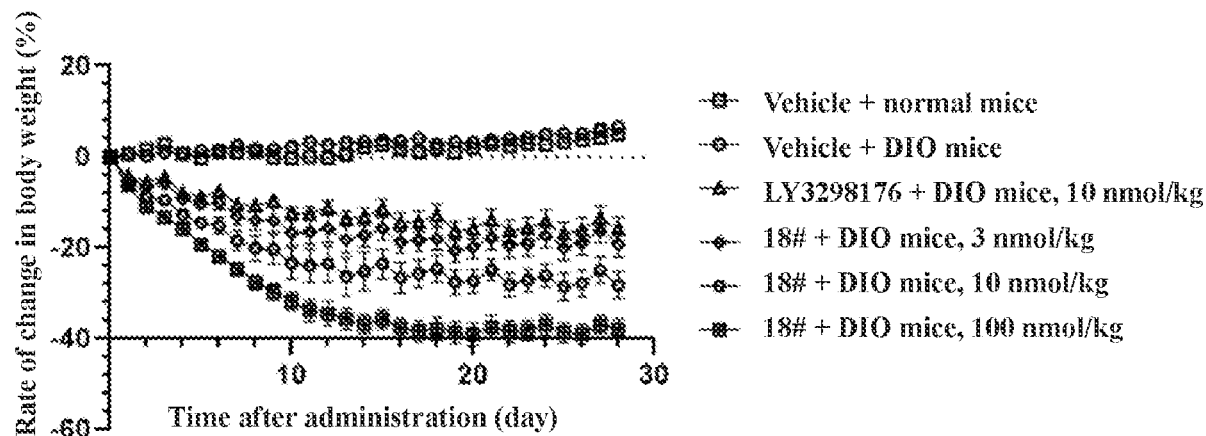 Rate of change in body weight (%)
20
0
-20
-40
-60
10
20
30
Time after administration (day)
Vehicle + normal mice
Vehicle + DIO mice
LY3298176 + DIO mice, 10 nmol/kg
18# + DIO mice, 3 nmol/kg
18# + DIO mice, 10 nmol/kg
18# + DIO mice, 100 nmol/kg